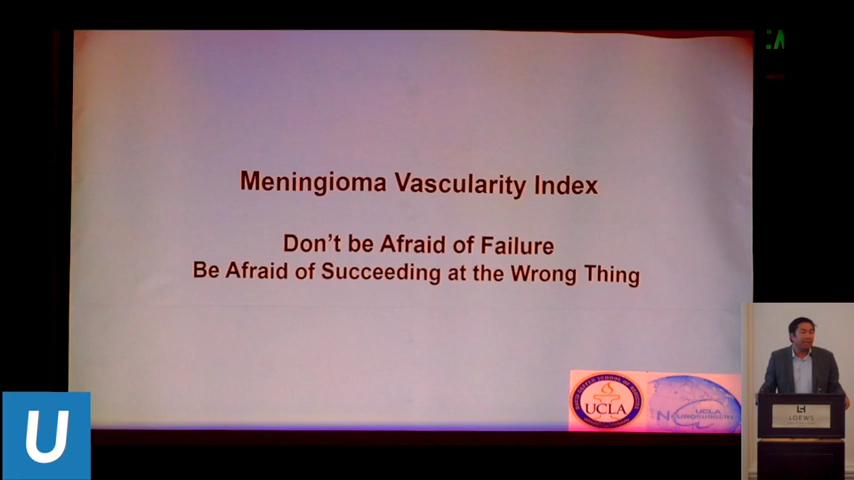 Meningioma Vascularity Index
Don't be Afraid of Failure
Be Afraid of Succeeding at the Wrong Thing
UCLA
UCLA
NEUROSURGERY
LOEWS
U